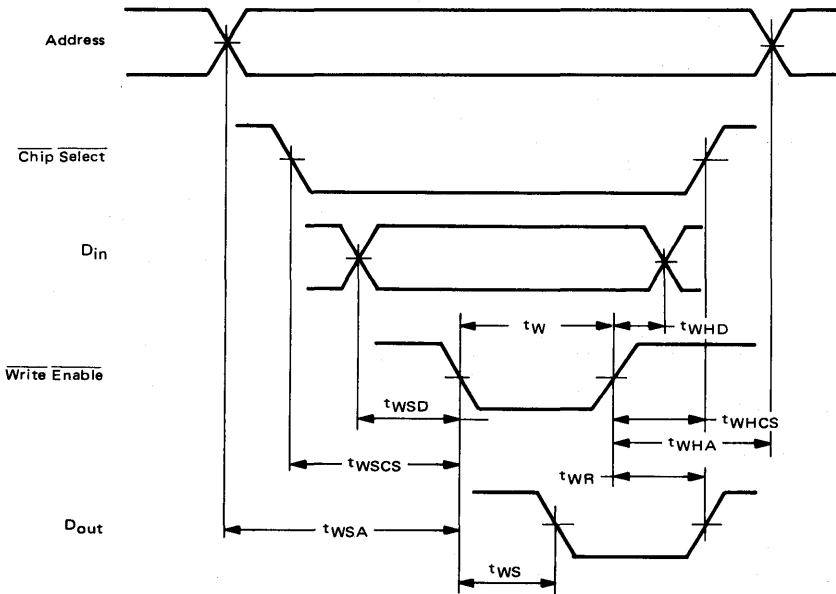 Address
Chip Select
Din
tW
tWHD
Write Enable
tWSD
tWHCS
tWHA
tWSCS
tWR
Dout
tWSA
tWS